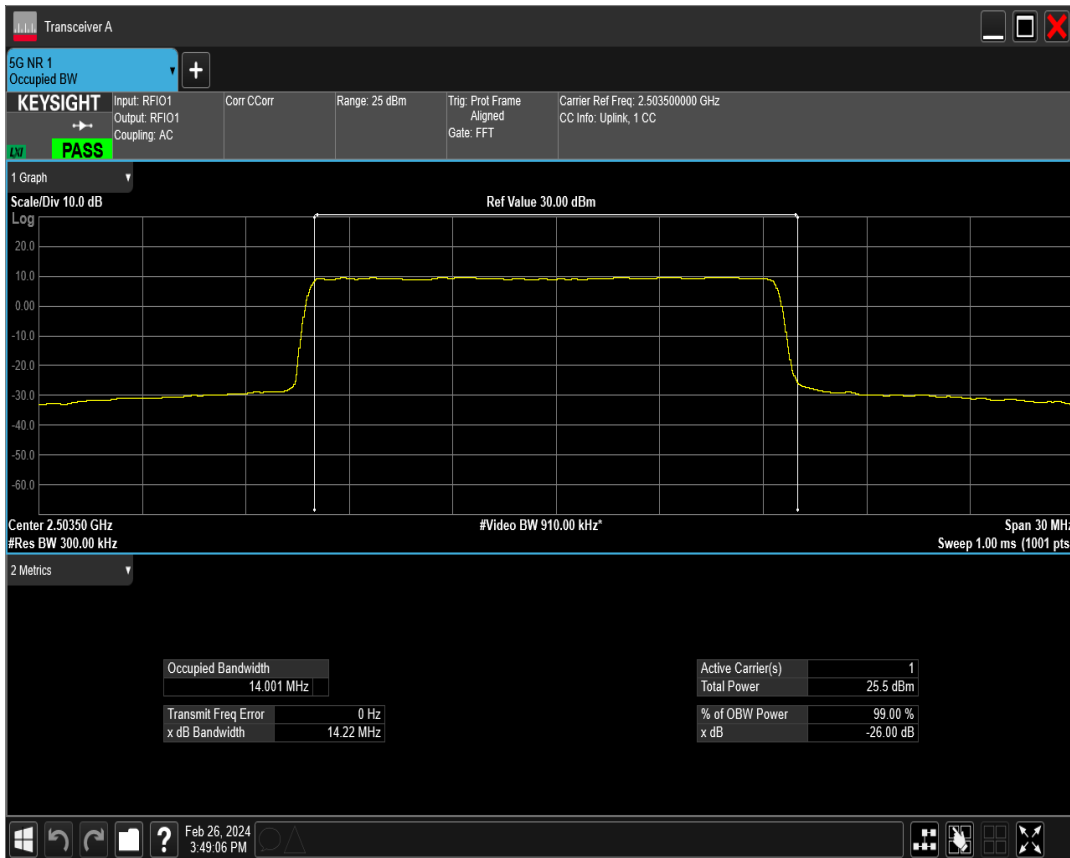 Transceiver A
5G NR 1
Occupied BW
+
KEYSIGHT
LXI
PASS
Input: RFIO1
Output: RFIO1
Coupling: AC
Corr CCorr
Range: 25 dBm
Trig: Prot Frame
Aligned
Gate: FFT
Carrier Ref Freq: 2.503500000 GHz
CC Info: Uplink, 1 CC
1 Graph
Scale/Div 10.0 dB
Ref Value 30.00 dBm
Log
20.0
10.0
0.00
-10.0
-20.0
-30.0
-40.0
-50.0
-60.0
Center 2.50350 GHz
#Video BW 910.00 kHz*
Span 30 MHz
#Res BW 300.00 kHz
Sweep 1.00 ms (1001 pts
2 Metrics
Occupied Bandwidth
14.001 MHz
Transmit Freq Error 0 Hz
x dB Bandwidth 14.22 MHz
Active Carrier(s) 1
Total Power 25.5 dBm
% of OBW Power 99.00 %
x dB -26.00 dB
?
Feb 26, 2024
3:49:06 PM